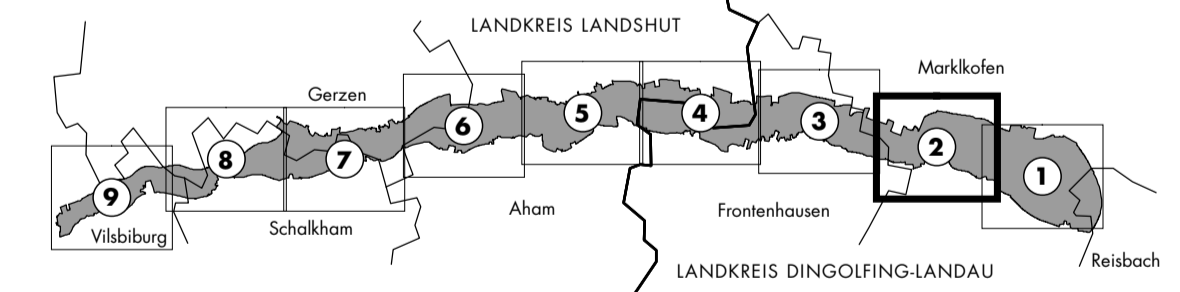 LANDKREIS LANDSHUT
Marklkofen
Gerzen
6
5
4
3
2
1
9
8
7
Vilsbiburg
Schalkham
Aham
Frontenhausen
LANDKREIS DINGOLFING-LANDAU
Reisbach